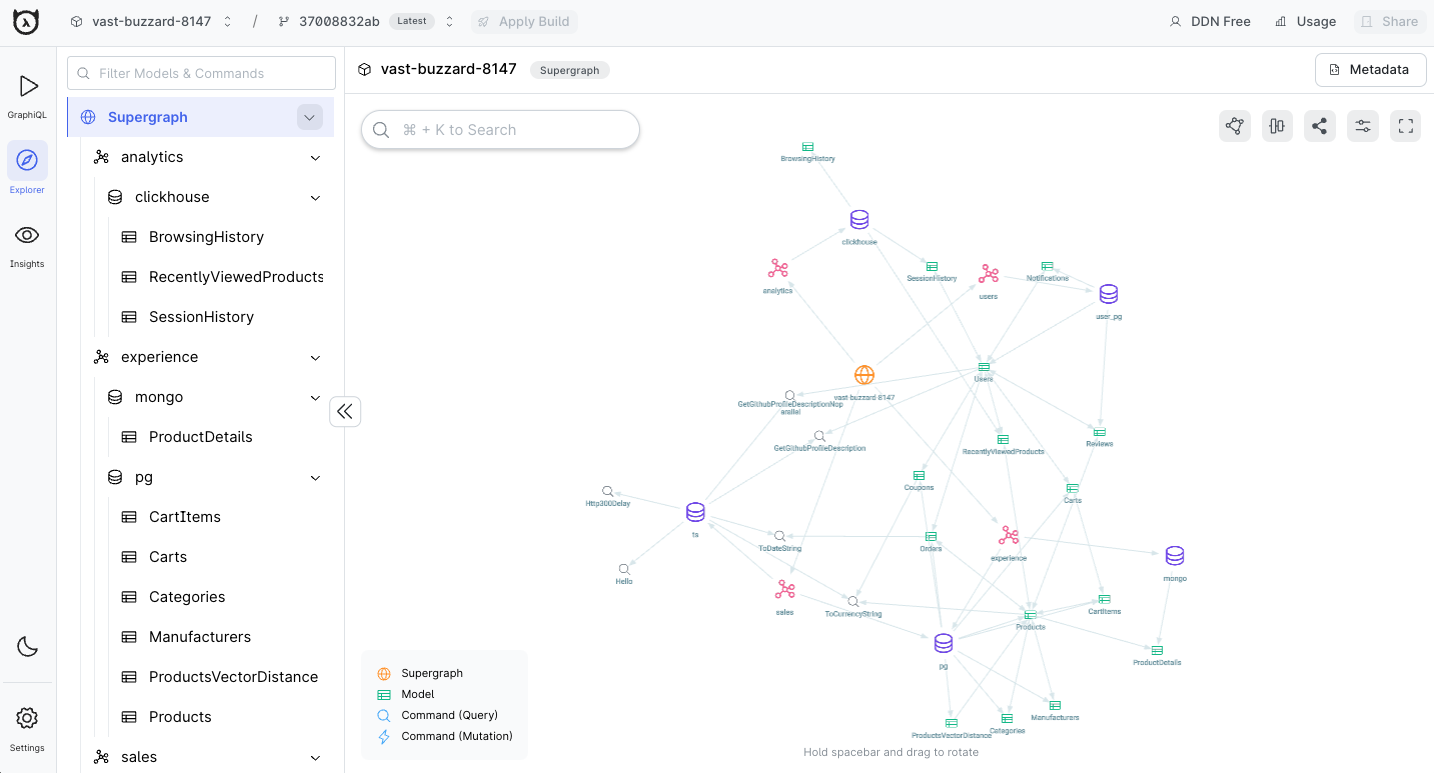 vast-buzzard-8147
/
37008832ab
Latest
Apply Build
DDN Free
Usage
Share
GraphiQL
Explorer
Insights
Settings
Filter Models & Commands
Supergraph
analytics
clickhouse
BrowsingHistory
RecentlyViewedProducts
SessionHistory
experience
mongo
ProductDetails
pg
CartItems
Carts
Categories
Manufacturers
ProductsVectorDistance
Products
sales
vast-buzzard-8147
Supergraph
Metadata
⌘ + K to Search
BrowsingHistory
clickhouse
analytics
SessionHistory
users
Notifications
user_pg
vast-buzzard-8147
Users
GetGithubProfileDescriptionNop
arallel
GetGithubProfileDescription
RecentlyViewedProducts
Reviews
Coupons
Carts
Http300Delay
ts
ToDateString
Orders
experience
mongo
Hello
sales
ToCurrencyString
Products
CartItems
pg
ProductDetails
Manufacturers
Categories
ProductsVectorDistance
Supergraph
Model
Command (Query)
Command (Mutation)
Hold spacebar and drag to rotate